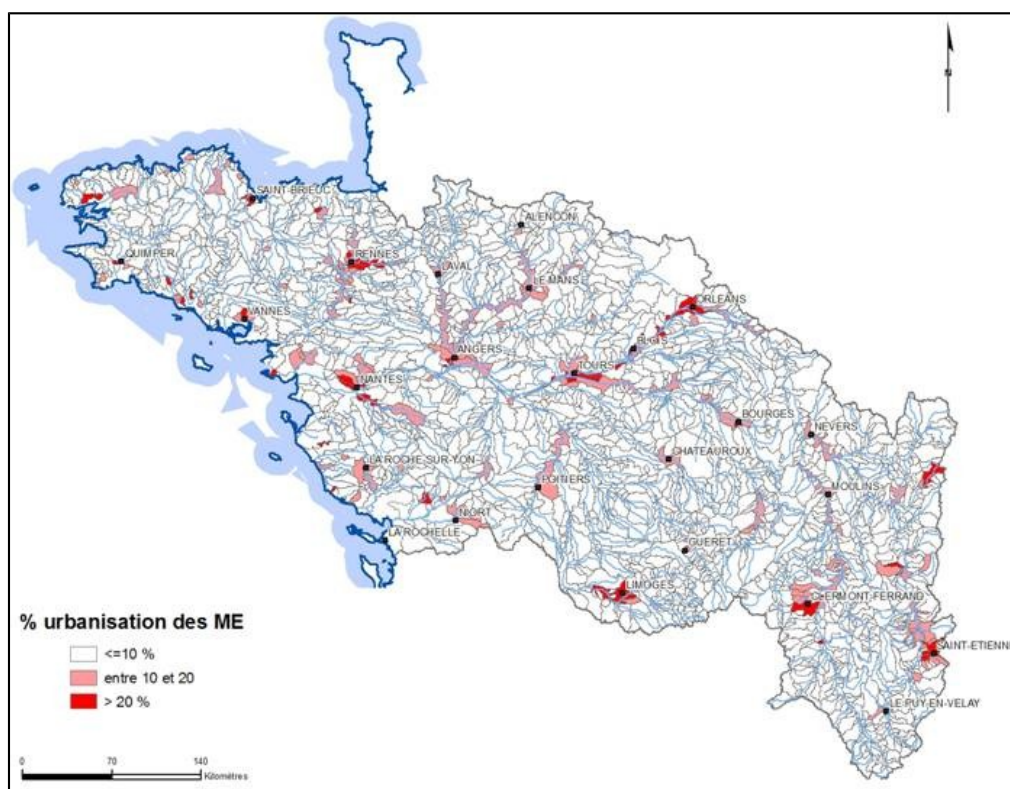 SAINT-BRIEUC
ALENCON
QUIMPER
RENNES
LAVAL
LE MANS
ORLEANS
VANNES
BLOIS
ANGERS
TOURS
NANTES
BOURGES
NEVERS
CHATEAUROUX
LA ROCHE-SUR-YON
POITIERS
MOULINS
NIORT
LA ROCHELLE
GUERET
LIMOGES
CLERMONT-FERRAND
SAINT-ETIENNE
LE PUY-EN-VELAY
% urbanisation des ME
<=10 %
entre 10 et 20
> 20 %
0 70 140
Kilomètres